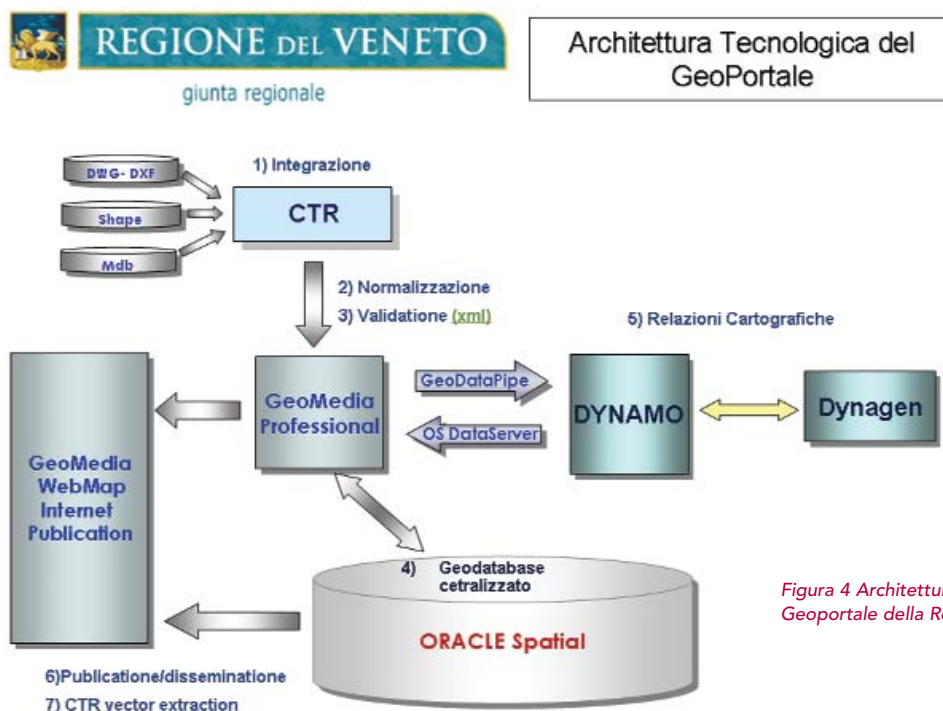 REGIONE DEL VENETO
giunta regionale
Architettura Tecnologica del
GeoPortale
DWG- DXF
Shape
Mdb
1) Integrazione
CTR
2) Normalizzazione
3) Validatione (xml)
5) Relazioni Cartografiche
GeoMedia
Professional
GeoDataPipe
OS DataServer
DYNAMO
Dynagen
GeoMedia
WebMap
Internet
Publication
4) Geodatabase
cetralizzato
ORACLE Spatial
Figura 4 Architettur
Geoportale della R
6)Publicatione/disseminatione
7) CTR vector extraction